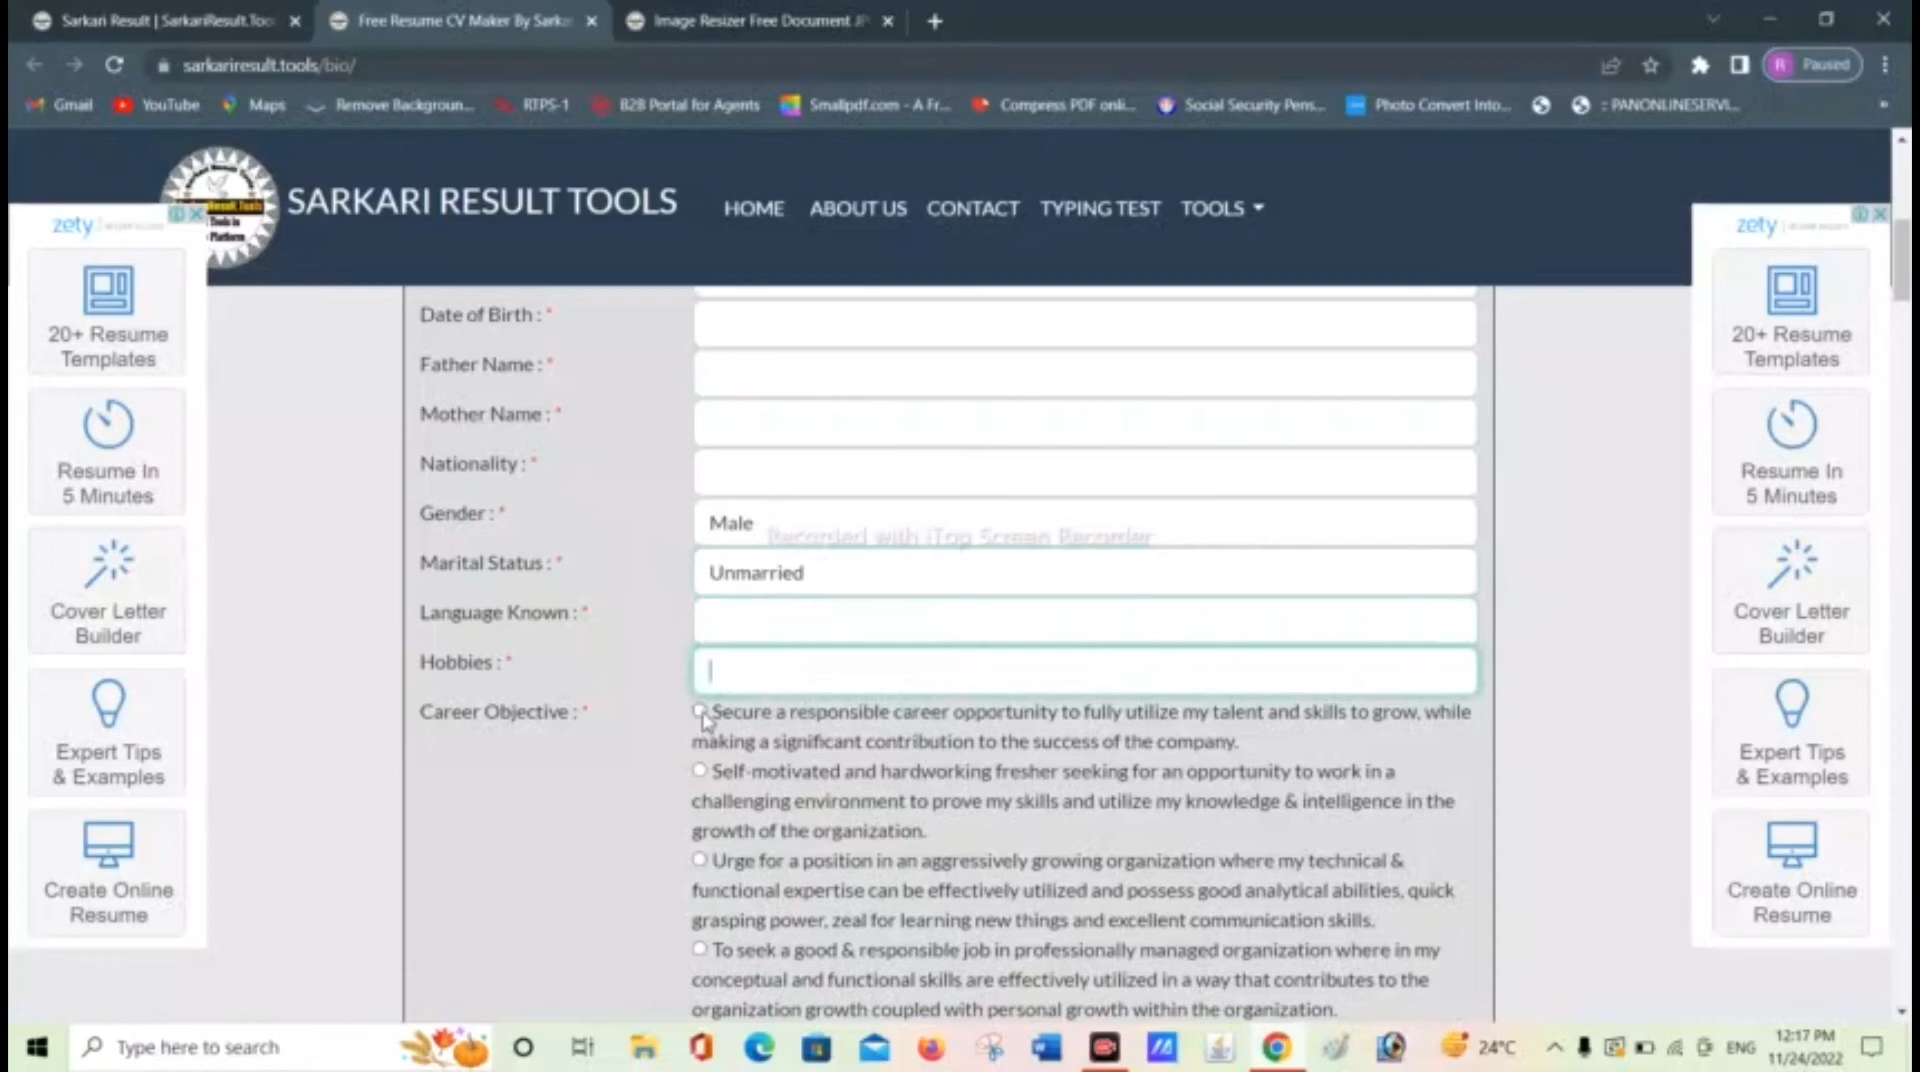 Sarkari Result | SarkariResult.Too
Free Resume CV Maker By Sarka
Image Resizer Free Document JP
sarkariresult.tools/bio/
R Paused
Gmail
YouTube
Maps
Remove Backgroun...
RTPS-1
B2B Portal for Agents
Smallpdf.com - A Fr...
Compress PDF onli...
Social Security Pens...
Photo Convert Into...
: PANONLINESERVI...
SARKARI RESULT TOOLS
HOME ABOUT US CONTACT TYPING TEST TOOLS
zety
20+ Resume
Templates
Resume In
5 Minutes
Cover Letter
Builder
Expert Tips
& Examples
Create Online
Resume
Date of Birth : *
Father Name : *
Mother Name : *
Nationality : *
Gender : * Male
Recorded with iTop Screen Recorder
Marital Status : * Unmarried
Language Known : *
Hobbies : *
Career Objective : *
Secure a responsible career opportunity to fully utilize my talent and skills to grow, while
making a significant contribution to the success of the company.
Self-motivated and hardworking fresher seeking for an opportunity to work in a
challenging environment to prove my skills and utilize my knowledge & intelligence in the
growth of the organization.
Urge for a position in an aggressively growing organization where my technical &
functional expertise can be effectively utilized and possess good analytical abilities, quick
grasping power, zeal for learning new things and excellent communication skills.
To seek a good & responsible job in professionally managed organization where in my
conceptual and functional skills are effectively utilized in a way that contributes to the
organization growth coupled with personal growth within the organization.
zety
20+ Resume
Templates
Resume In
5 Minutes
Cover Letter
Builder
Expert Tips
& Examples
Create Online
Resume
Type here to search
24°C
ENG
12:17 PM
11/24/2022